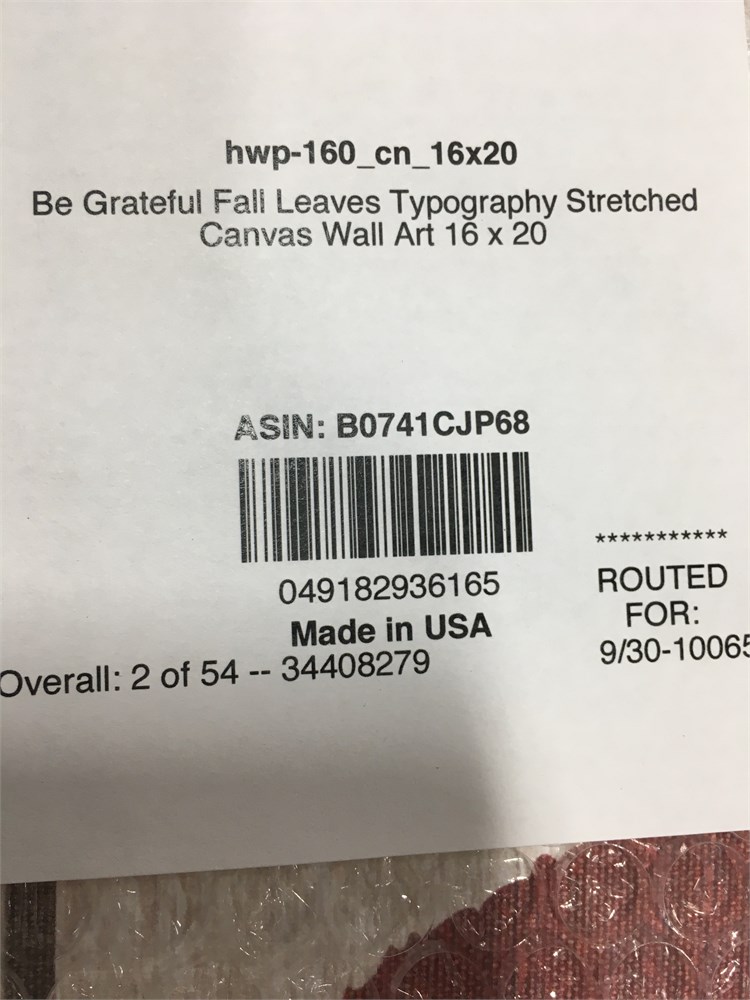 hwp-160_cn_16x20
Be Grateful Fall Leaves Typography Stretched
Canvas Wall Art 16 x 20
ASIN: B0741CJP68
049182936165
Made in USA
Overall: 2 of 54 -- 34408279
***********
ROUTED
FOR:
9/30-10065